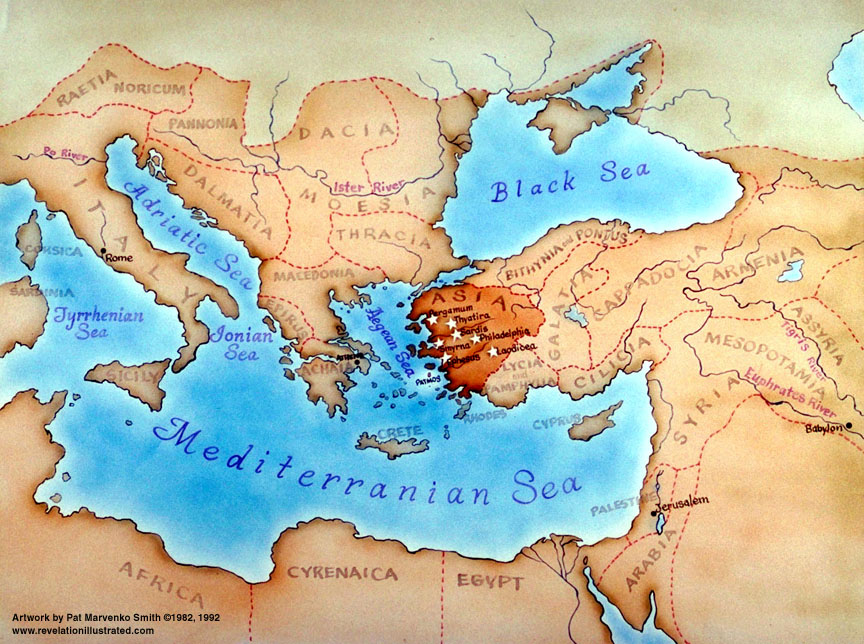 RAETIA
NORICUM
PANNONIA
DACIA
Po River
DALMATIA
Ister River
MOESIA
Black Sea
ITALY
Adriatic Sea
THRACIA
CORSICA
Rome
MACEDONIA
BITHYNIA and PONTUS
CAPPADOCIA
ARMENIA
SARDINIA
EPIRUS
ASIA
GALATIA
ASSYRIA
Tyrrhenian
Sea
Ionian
Sea
Aegean Sea
Pergamum
Thyatira
Sardis
Philadelphia
Smyrna
Laodicea
Ephesus
MESOPOTAMIA
Tigris River
SICILY
ACHAIA
PATMOS
LYCIA
and
PAMPHYLIA
CILICIA
Euphrates River
SYRIA
RHODES
CRETE
CYPRUS
Babylon
Mediterranian Sea
PALESTINE
Jerusalem
ARABIA
AFRICA
CYRENAICA
EGYPT
Artwork by Pat Marvenko Smith ©1982, 1992
www.revelationillustrated.com